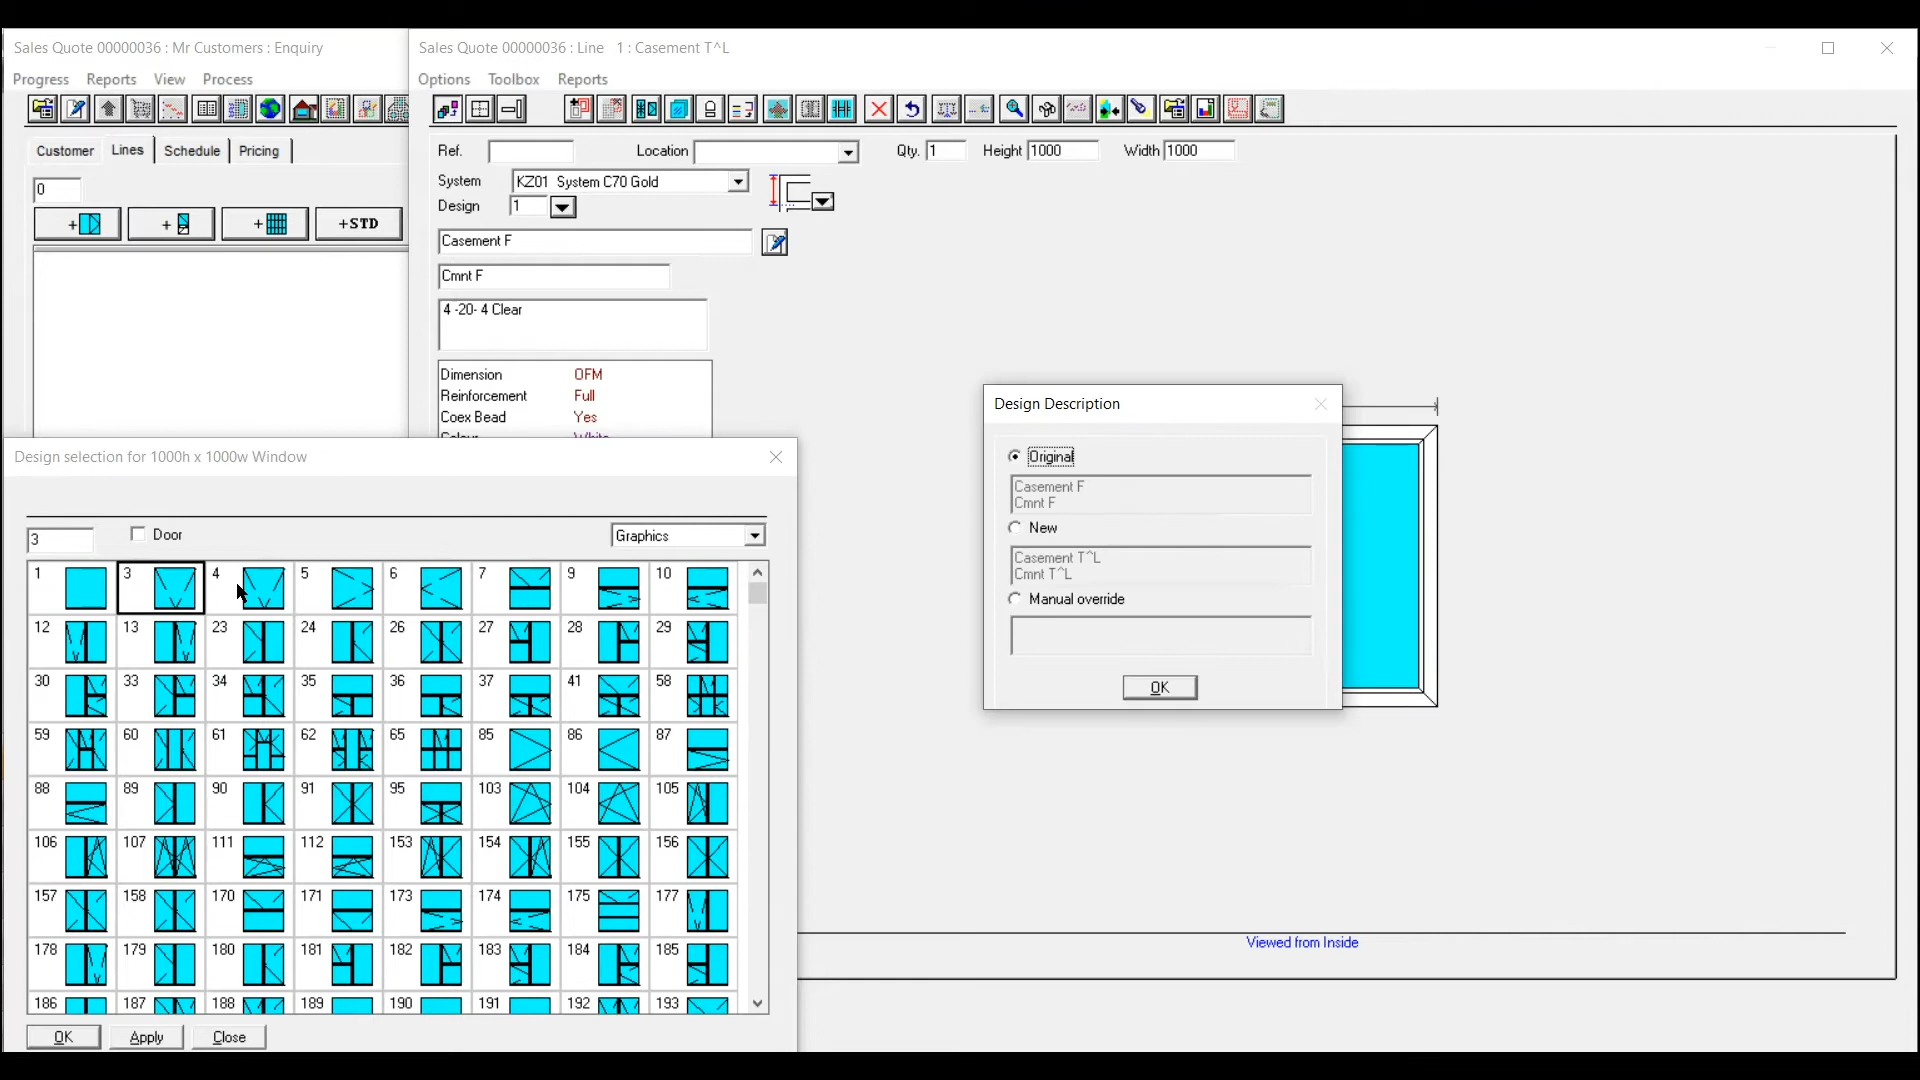 Sales Quote 00000036 : Mr Customers : Enquiry
Progress Reports View Process
Customer Lines Schedule Pricing
0
+ + + +STD
Sales Quote 00000036 : Line 1 : Casement T^L
Options Toolbox Reports
Ref. Location Qty. 1 Height 1000 Width 1000
System KZ01 System C70 Gold
Design 1
Casement F
Cmnt F
4 -20- 4 Clear
Dimension OFM
Reinforcement Full
Coex Bead Yes
Colour White
Design selection for 1000h x 1000w Window
3 Door Graphics
1 3 4 5 6 7 9 10
12 13 23 24 26 27 28 29
30 33 34 35 36 37 41 58
59 60 61 62 65 85 86 87
88 89 90 91 95 103 104 105
106 107 111 112 153 154 155 156
157 158 170 171 173 174 175 177
178 179 180 181 182 183 184 185
186 187 188 189 190 191 192 193
OK Apply Close
Design Description
Original
Casement F
Cmnt F
New
Casement T^L
Cmnt T^L
Manual override
OK
Viewed from Inside